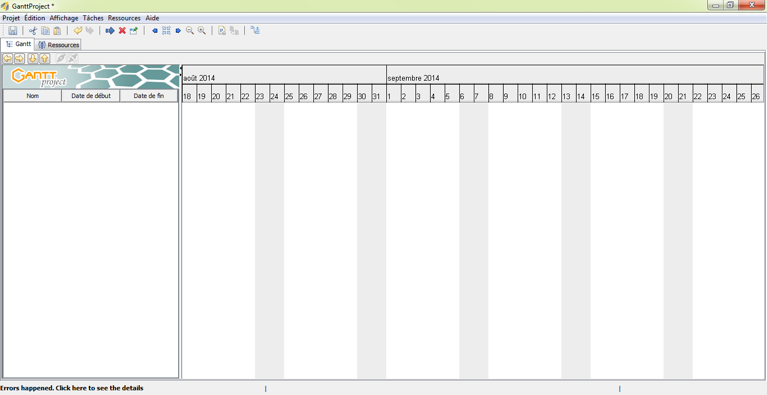 GanttProject *
Projet Édition Affichage Tâches Ressources Aide
Gantt Ressources
GANTT project
août 2014 septembre 2014
Nom Date de début Date de fin
18 19 20 21 22 23 24 25 26 27 28 29 30 31 1 2 3 4 5 6 7 8 9 10 11 12 13 14 15 16 17 18 19 20 21 22 23 24 25 26
Errors happened. Click here to see the details